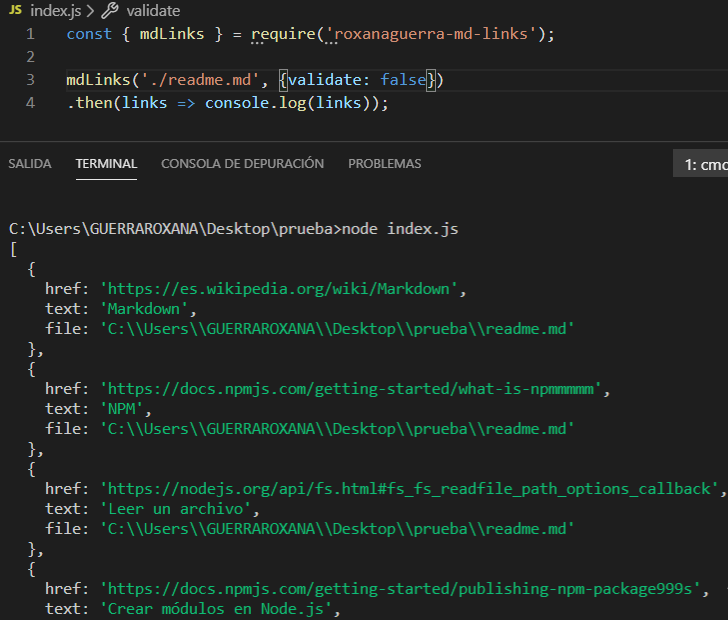 JS index.js > validate
1 const { mdLinks } = require('roxanaguerra-md-links');
2
3 mdLinks('./readme.md', {validate: false})
4 .then(links => console.log(links));
SALIDA TERMINAL CONSOLA DE DEPURACIÓN PROBLEMAS 1: cmd
C:\Users\GUERRAROXANA\Desktop\prueba>node index.js
[
{
href: 'https://es.wikipedia.org/wiki/Markdown',
text: 'Markdown',
file: 'C:\\Users\\GUERRAROXANA\\Desktop\\prueba\\readme.md'
},
{
href: 'https://docs.npmjs.com/getting-started/what-is-npmmmmm',
text: 'NPM',
file: 'C:\\Users\\GUERRAROXANA\\Desktop\\prueba\\readme.md'
},
{
href: 'https://nodejs.org/api/fs.html#fs_fs_readfile_path_options_callback',
text: 'Leer un archivo',
file: 'C:\\Users\\GUERRAROXANA\\Desktop\\prueba\\readme.md'
},
{
href: 'https://docs.npmjs.com/getting-started/publishing-npm-package999s',
text: 'Crear módulos en Node.js',